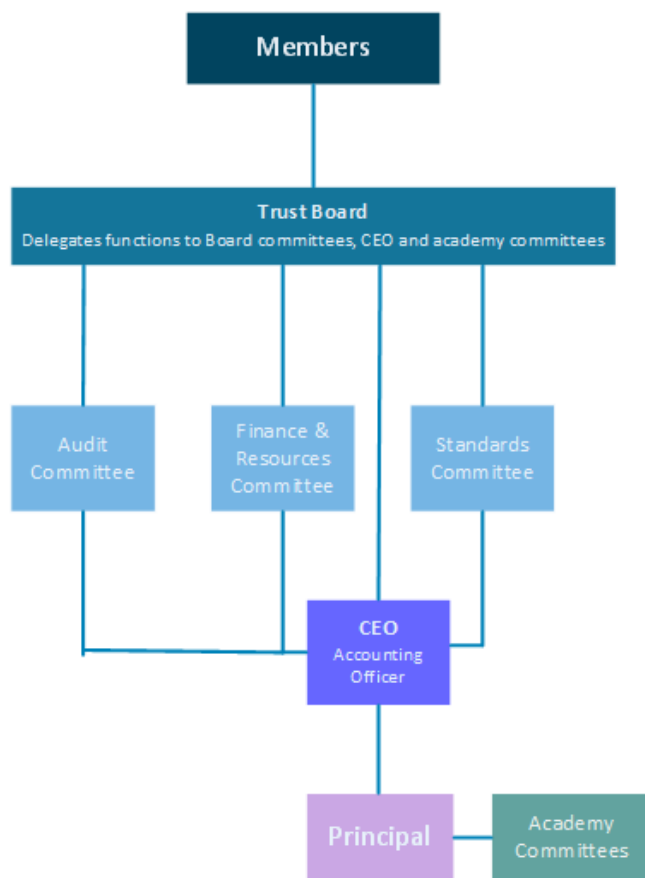 Members
Trust Board
Delegates functions to Board committees, CEO and academy committees
Audit
Committee
Finance &
Resources
Committee
Standards
Committee
CEO
Accounting
Officer
Principal
Academy
Committees